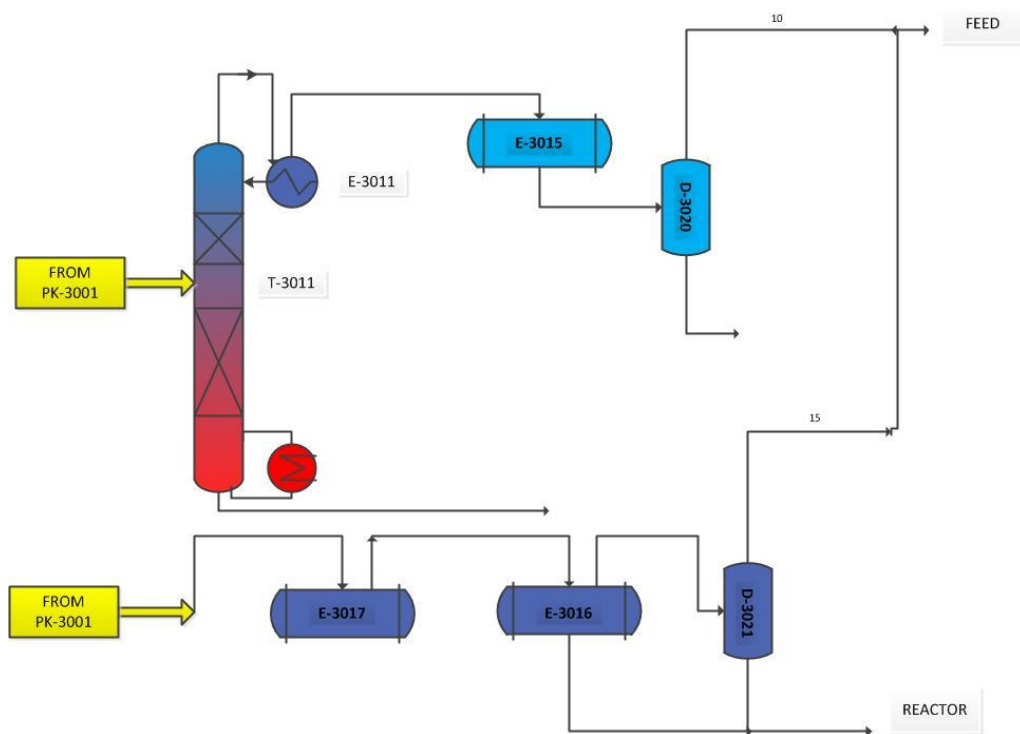 10
FEED
E-3015
E-3011
D-3020
FROM
PK-3001
T-3011
15
FROM
PK-3001
E-3017
E-3016
D-3021
REACTOR